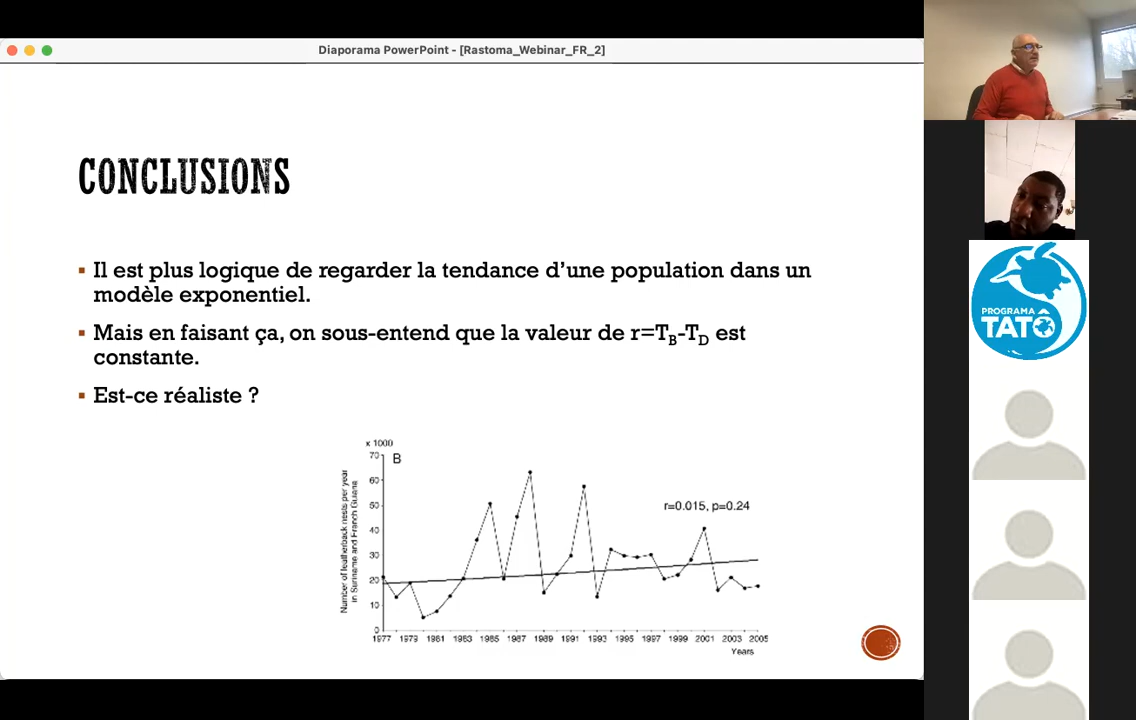 Diaporama PowerPoint - [Rastoma_Webinar_FR_2]
CONCLUSIONS
Il est plus logique de regarder la tendance d'une population dans un
modèle exponentiel.
Mais en faisant ça, on sous-entend que la valeur de r=TB-TD est
constante.
Est-ce réaliste ?
x 1000
B
70
60
50
40
30
20
10
0
Number of leatherback nests per year
in Suriname and French Guiana
r=0.015, p=0.24
1977 1979 1981 1983 1985 1987 1989 1991 1993 1995 1997 1999 2001 2003 2005
Years
PROGRAMA
TATÔ